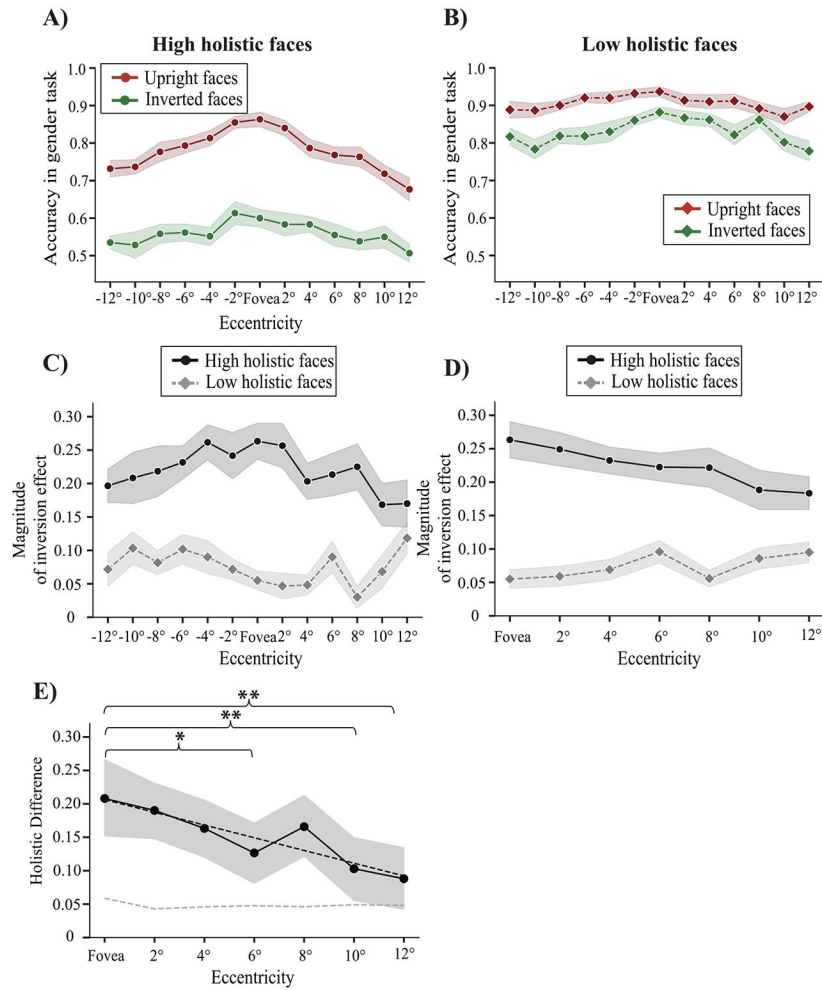 A)
High holistic faces
Accuracy in gender task
1.0
0.9
0.8
0.7
0.6
0.5
Upright faces
Inverted faces
-12° -10° -8° -6° -4° -2° Fovea 2° 4° 6° 8° 10° 12°
Eccentricity
B)
Low holistic faces
Accuracy in gender task
1.0
0.9
0.8
0.7
0.6
0.5
Upright faces
Inverted faces
-12° -10° -8° -6° -4° -2° Fovea 2° 4° 6° 8° 10° 12°
C)
High holistic faces
Low holistic faces
Magnitude
of inversion effect
0.30
0.25
0.20
0.15
0.10
0.05
0
-12° -10° -8° -6° -4° -2° Fovea 2° 4° 6° 8° 10° 12°
Eccentricity
D)
High holistic faces
Low holistic faces
Magnitude
of inversion effect
0.30
0.25
0.20
0.15
0.10
0.05
0
Fovea 2° 4° 6° 8° 10° 12°
Eccentricity
E)
**
**
*
Holistic Difference
0.30
0.25
0.20
0.15
0.10
0.05
0
Fovea 2° 4° 6° 8° 10° 12°
Eccentricity